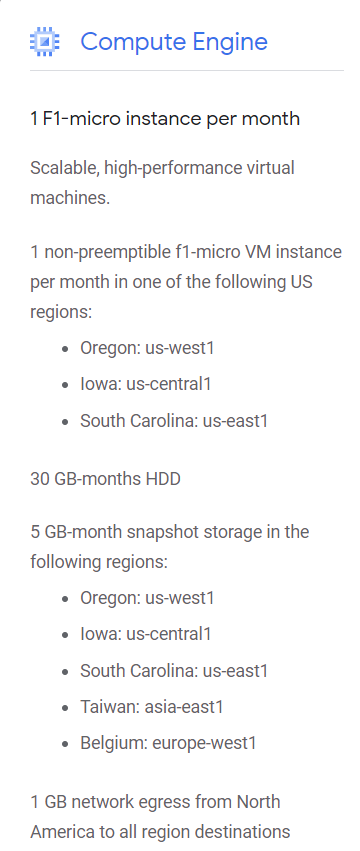 Compute Engine
1 F1-micro instance per month
Scalable, high-performance virtual
machines.
1 non-preemptible f1-micro VM instance
per month in one of the following US
regions:
• Oregon: us-west1
• Iowa: us-central1
• South Carolina: us-east1
30 GB-months HDD
5 GB-month snapshot storage in the
following regions:
• Oregon: us-west1
• Iowa: us-central1
• South Carolina: us-east1
• Taiwan: asia-east1
• Belgium: europe-west1
1 GB network egress from North
America to all region destinations